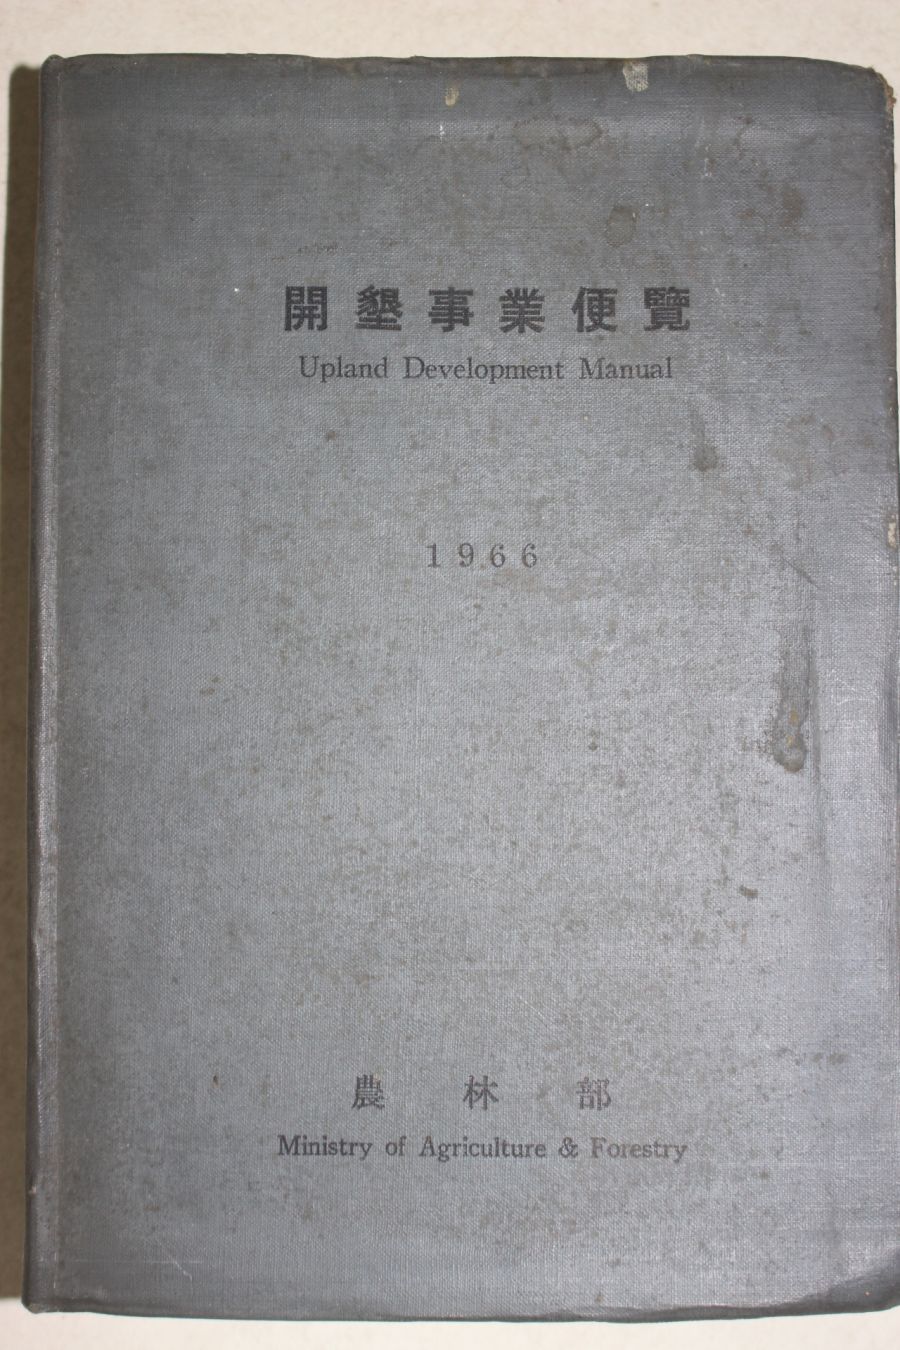 開墾事業便覽
Upland Development Manual
1966
農林部
Ministry of Agriculture & Forestry